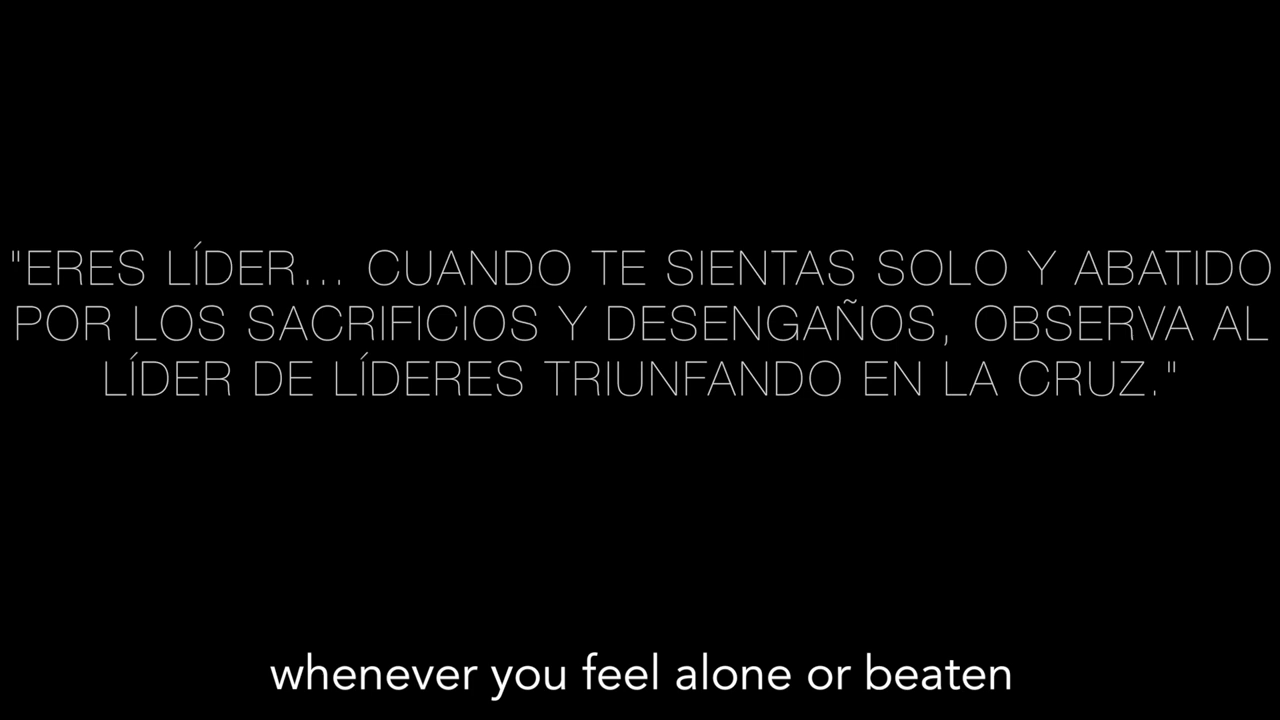 "ERES LÍDER... CUANDO TE SIENTAS SOLO Y ABATIDO
POR LOS SACRIFICIOS Y DESENGAÑOS, OBSERVA AL
LÍDER DE LÍDERES TRIUNFANDO EN LA CRUZ."
whenever you feel alone or beaten